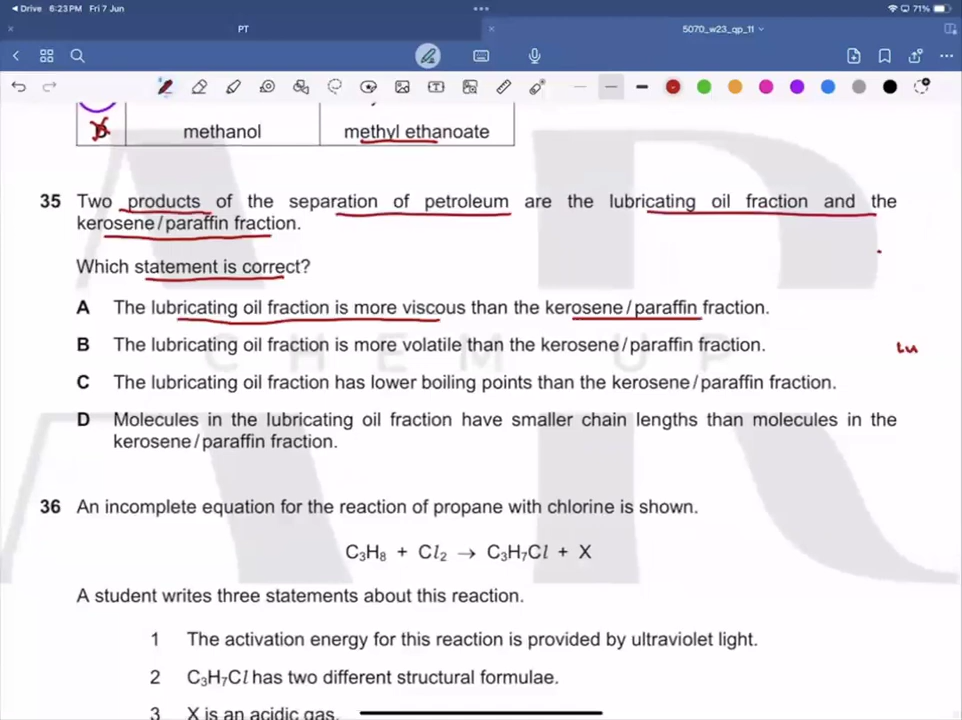 Drive 6:23 PM Fri 7 Jun 71%
PT 5070_w23_qp_11
D methanol methyl ethanoate
35 Two products of the separation of petroleum are the lubricating oil fraction and the
kerosene/paraffin fraction.
Which statement is correct?
A The lubricating oil fraction is more viscous than the kerosene/paraffin fraction.
B The lubricating oil fraction is more volatile than the kerosene/paraffin fraction.
Lu
C The lubricating oil fraction has lower boiling points than the kerosene/paraffin fraction.
D Molecules in the lubricating oil fraction have smaller chain lengths than molecules in the
kerosene/paraffin fraction.
CHEM UP
AR
36 An incomplete equation for the reaction of propane with chlorine is shown.
C₃H₈ + Cl₂ → C₃H₇Cl + X
A student writes three statements about this reaction.
1 The activation energy for this reaction is provided by ultraviolet light.
2 C₃H₇Cl has two different structural formulae.
3 X is an acidic gas.